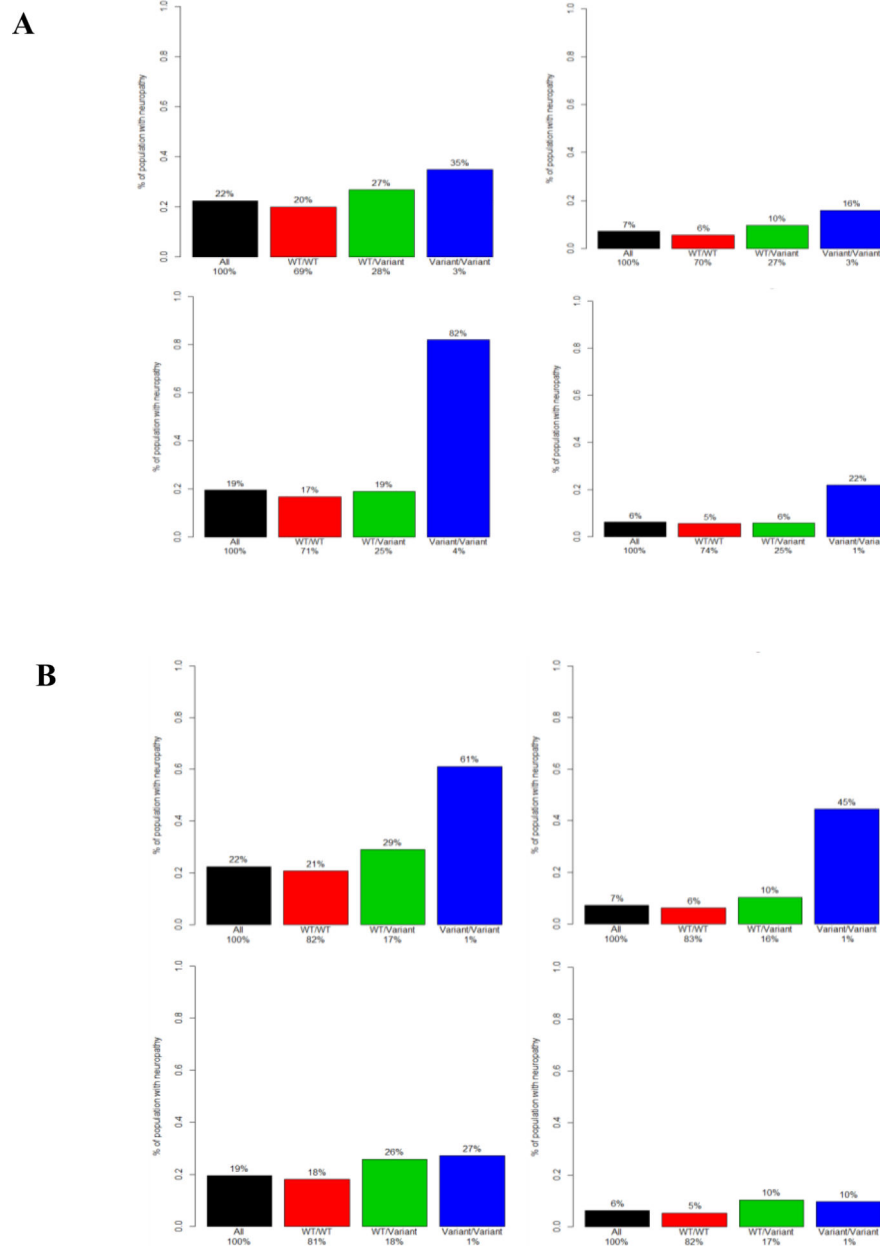 A
% of population with neuropathy
0.0 0.2 0.4 0.6 0.8 1.0
22% 20% 27% 35%
All WT/WT WT/Variant Variant/Variant
100% 69% 28% 3%
% of population with neuropathy
0.0 0.2 0.4 0.6 0.8 1.0
7% 6% 10% 16%
All WT/WT WT/Variant Variant/Variant
100% 70% 27% 3%
% of population with neuropathy
0.0 0.2 0.4 0.6 0.8 1.0
19% 17% 19% 82%
All WT/WT WT/Variant Variant/Variant
100% 71% 25% 4%
% of population with neuropathy
0.0 0.2 0.4 0.6 0.8 1.0
6% 5% 6% 22%
All WT/WT WT/Variant Variant/Varia
100% 74% 25% 1%
B
% of population with neuropathy
0.0 0.2 0.4 0.6 0.8 1.0
22% 21% 29% 61%
All WT/WT WT/Variant Variant/Variant
100% 82% 17% 1%
% of population with neuropathy
0.0 0.2 0.4 0.6 0.8 1.0
7% 6% 10% 45%
All WT/WT WT/Variant Variant/Variant
100% 83% 16% 1%
% of population with neuropathy
0.0 0.2 0.4 0.6 0.8 1.0
19% 18% 26% 27%
All WT/WT WT/Variant Variant/Variant
100% 81% 18% 1%
% of population with neuropathy
0.0 0.2 0.4 0.6 0.8 1.0
6% 5% 10% 10%
All WT/WT WT/Variant Variant/Variant
100% 82% 17% 1%